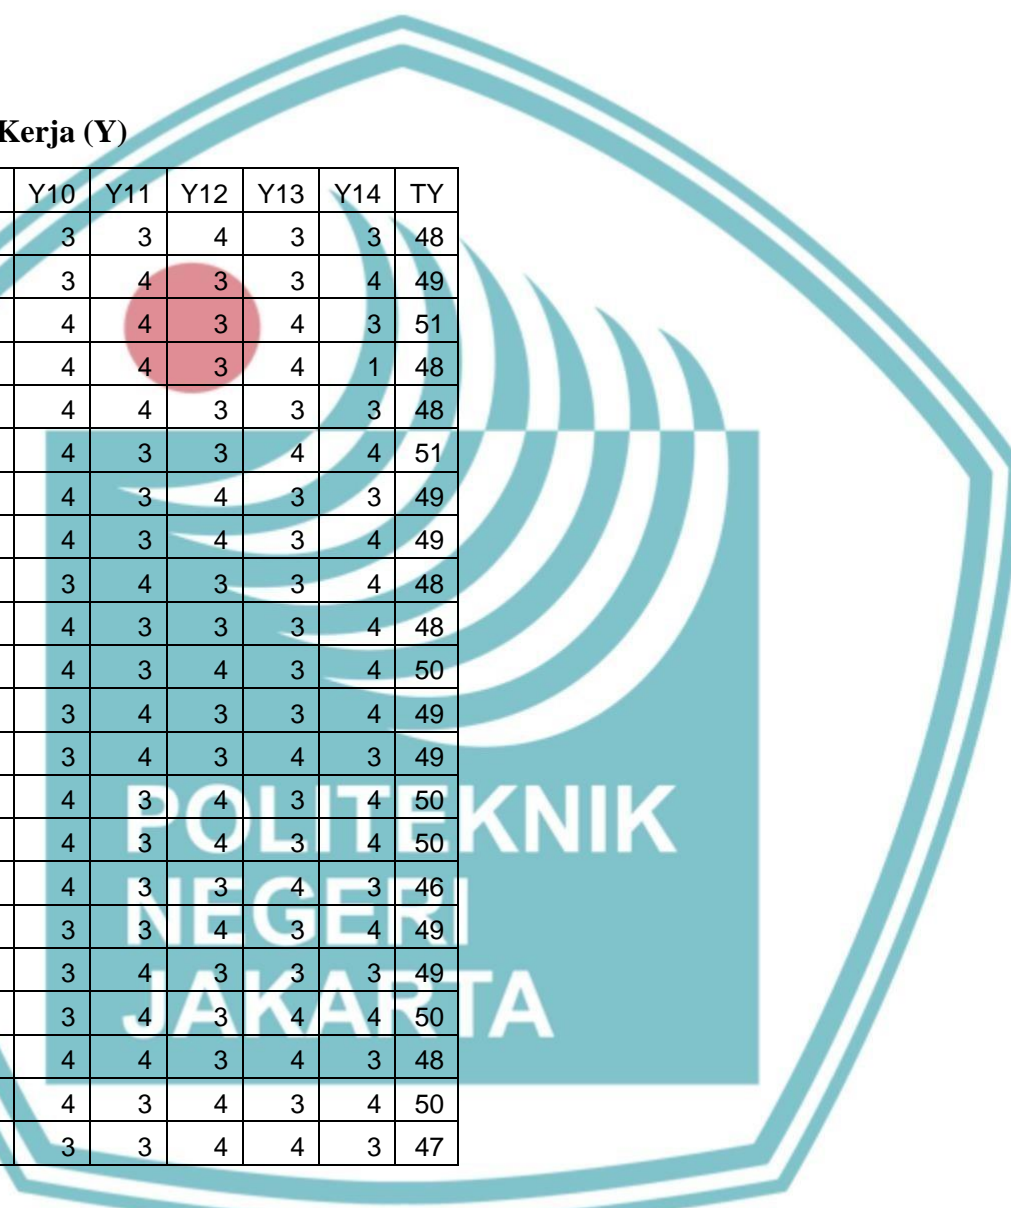 Kerja (Y)
Y10 Y11 Y12 Y13 Y14 TY
3 3 4 3 3 48
3 4 3 3 4 49
4 4 3 4 3 51
4 4 3 4 1 48
4 4 3 3 3 48
4 3 3 4 4 51
4 3 4 3 3 49
4 3 4 3 4 49
3 4 3 3 4 48
4 3 3 3 4 48
4 3 4 3 4 50
3 4 3 3 4 49
3 4 3 4 3 49
4 3 4 3 4 50
4 3 4 3 4 50
4 3 3 4 3 46
3 3 4 3 4 49
3 4 3 3 3 49
3 4 3 4 4 50
4 4 3 4 3 48
4 3 4 3 4 50
3 3 4 4 3 47
POLITEKNIK
NEGERI
JAKARTA